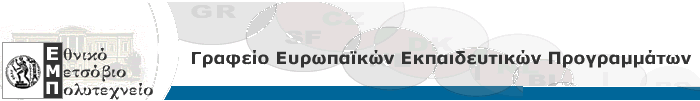 Εθνικό
Μετσόβιο
Πολυτεχνείο
Γραφείο Ευρωπαϊκών Εκπαιδευτικών Προγραμμάτων
GR